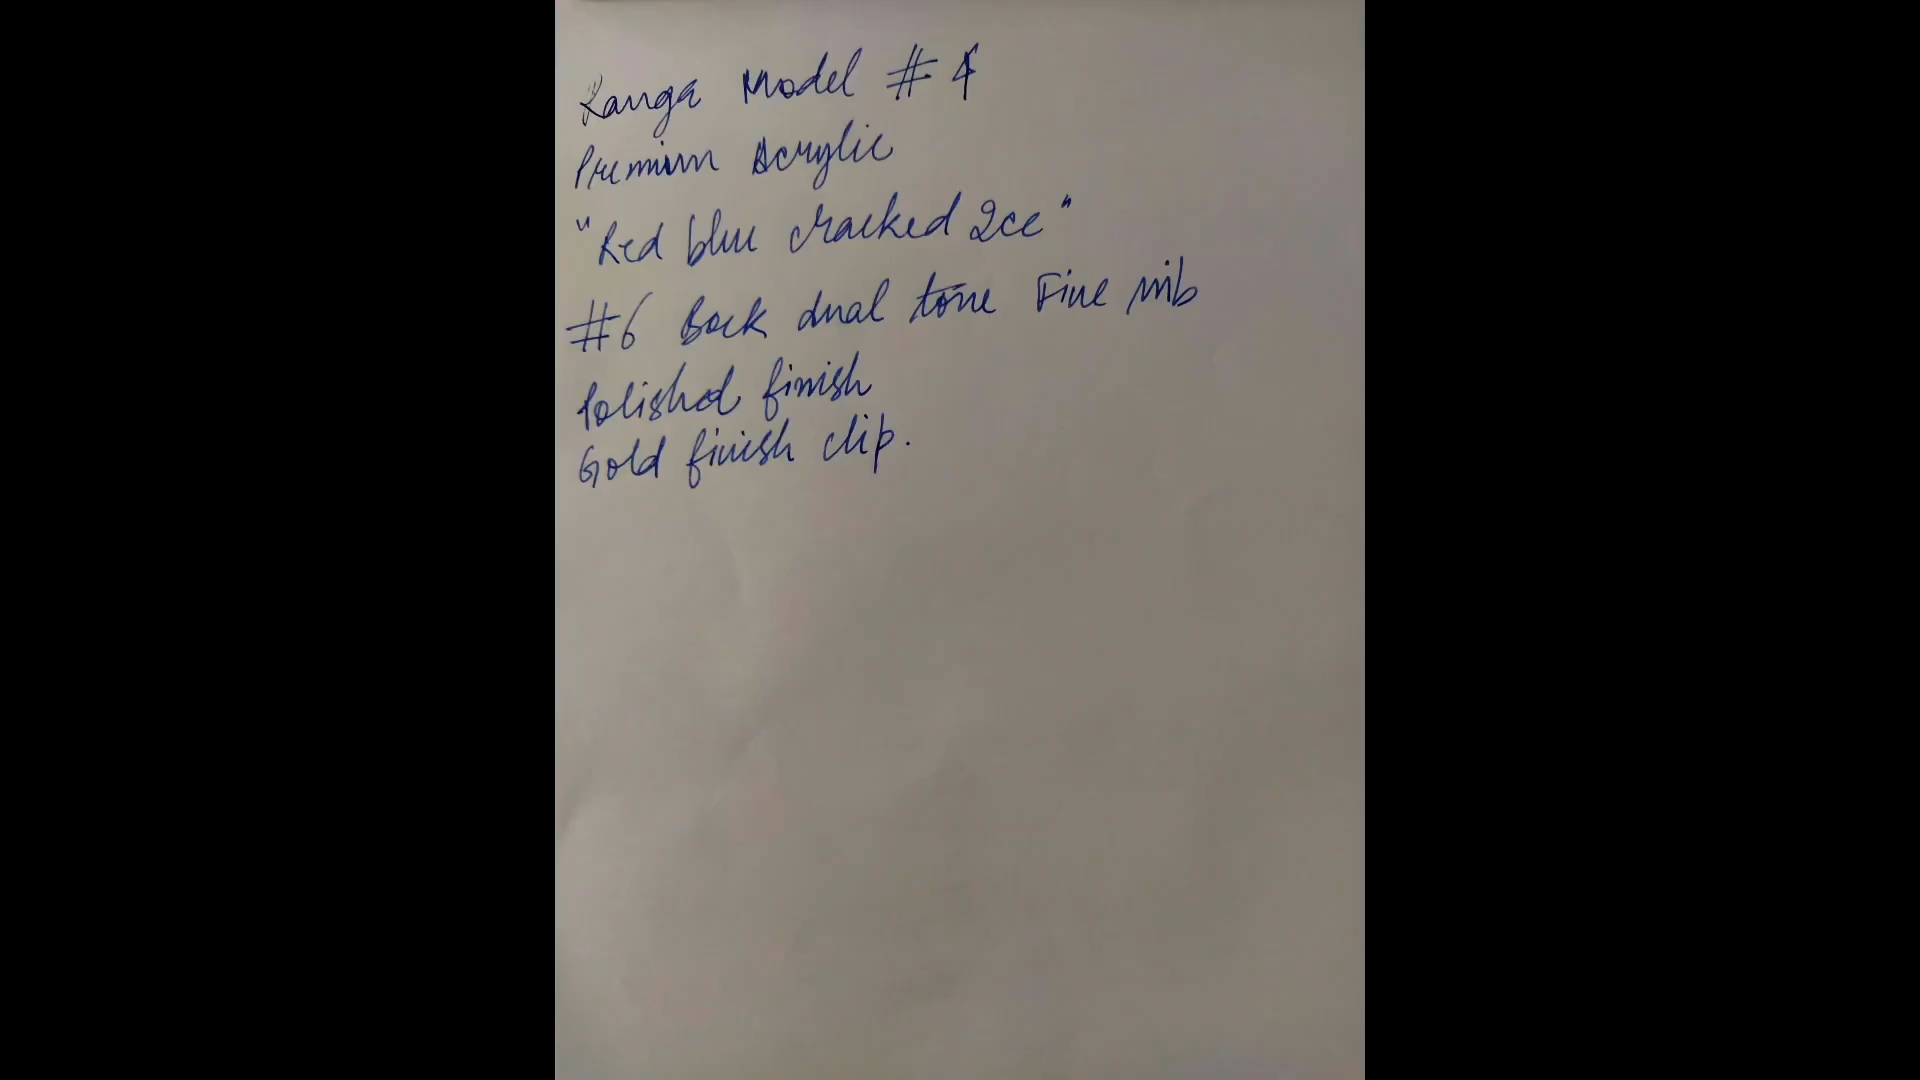 Ranga Model #4
Premium Acrylic
"Red blue cracked Ice"
#6 Bock dual tone Fine nib
Polished finish
Gold finish clip.